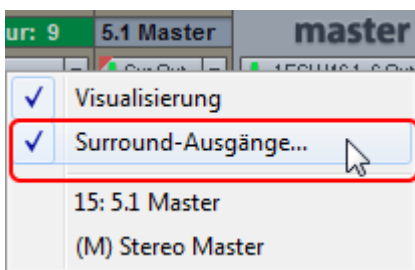 ur: 9 5.1 Master master
Visualisierung
Surround-Ausgänge...
15: 5.1 Master
(M) Stereo Master